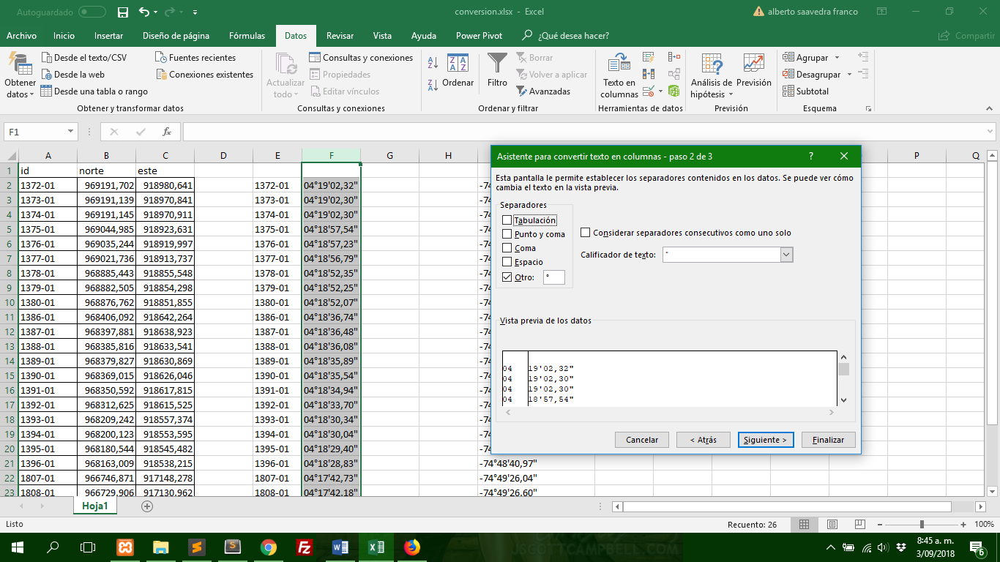 Autoguardado
conversion.xlsx - Excel
alberto saavedra franco
Archivo Inicio Insertar Diseño de página Fórmulas Datos Revisar Vista Ayuda Power Pivot ¿Qué desea hacer? Compartir
Obtener datos
Desde el texto/CSV
Desde la web
Desde una tabla o rango
Fuentes recientes
Conexiones existentes
Obtener y transformar datos
Actualizar todo
Consultas y conexiones
Propiedades
Editar vínculos
Consultas y conexiones
Ordenar
Filtro
Borrar
Volver a aplicar
Avanzadas
Ordenar y filtrar
Texto en columnas
Herramientas de datos
Análisis de hipótesis
Previsión
Previsión
Agrupar
Desagrupar
Subtotal
Esquema
F1
fx
A B C D E F G H P Q
1 id norte este
2 1372-01 969191,702 918980,641 1372-01 04°19'02,32" -74
3 1373-01 969191,139 918970,841 1373-01 04°19'02,30" -74
4 1374-01 969191,145 918970,911 1374-01 04°19'02,30" -74
5 1375-01 969044,985 918923,631 1375-01 04°18'57,54" -74
6 1376-01 969035,244 918919,997 1376-01 04°18'57,23" -74
7 1377-01 969021,736 918913,737 1377-01 04°18'56,79" -74
8 1378-01 968885,443 918855,548 1378-01 04°18'52,35" -74
9 1379-01 968882,505 918854,298 1379-01 04°18'52,25" -74
10 1380-01 968876,762 918851,855 1380-01 04°18'52,07" -74
11 1386-01 968406,092 918642,264 1386-01 04°18'36,74" -74
12 1387-01 968397,881 918638,923 1387-01 04°18'36,48" -74
13 1388-01 968385,816 918633,541 1388-01 04°18'36,08" -74
14 1389-01 968379,827 918630,869 1389-01 04°18'35,89" -74
15 1390-01 968369,015 918626,046 1390-01 04°18'35,54" -74
16 1391-01 968350,592 918617,815 1391-01 04°18'34,94" -74
17 1392-01 968312,625 918615,525 1392-01 04°18'33,70" -74
18 1393-01 968209,242 918557,374 1393-01 04°18'30,34" -74
19 1394-01 968200,123 918553,595 1394-01 04°18'30,04" -74
20 1395-01 968180,544 918545,482 1395-01 04°18'29,40" -74
21 1396-01 968163,009 918538,215 1396-01 04°18'28,83" -74°48'40,97"
22 1807-01 966746,871 917148,278 1807-01 04°17'42,73" -74°49'26,04"
23 1808-01 966729,906 917130,962 1808-01 04°17'42,18" -74°49'26,60"
Asistente para convertir texto en columnas - paso 2 de 3 ?
Esta pantalla le permite establecer los separadores contenidos en los datos. Se puede ver cómo
cambia el texto en la vista previa.
Separadores
Tabulación
Punto y coma
Coma
Espacio
Otro: °
Considerar separadores consecutivos como uno solo
Calificador de texto: "
Vista previa de los datos
04 19'02,32"
04 19'02,30"
04 19'02,30"
04 18'57,54"
Cancelar < Atrás Siguiente > Finalizar
Hoja1
Listo
Recuento: 26
100%
JSCOTTCAMPBELL.COM
8:45 a. m.
3/09/2018
6